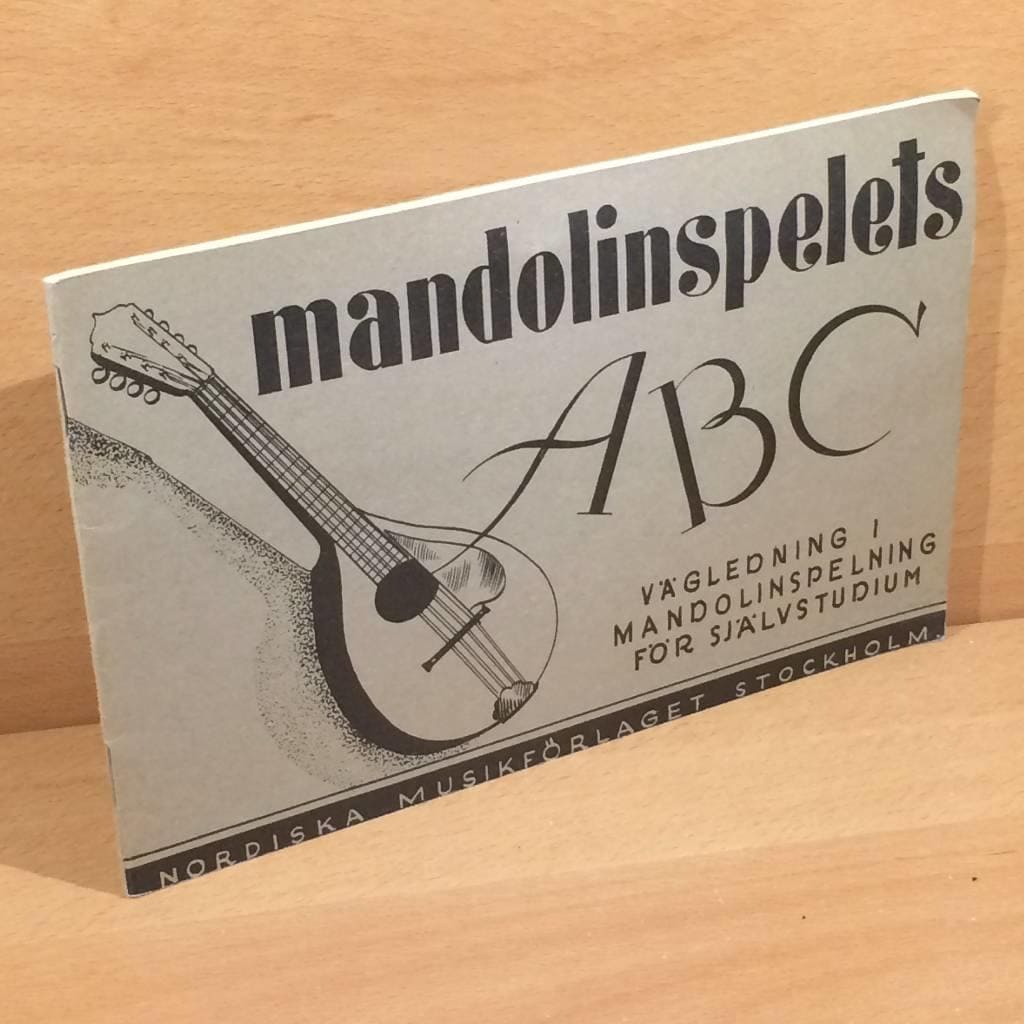 mandolinspelets
ABC
VÄGLEDNING I
MANDOLINSPELNING
FÖR SJÄLVSTUDIUM
NORDISKA MUSIKFÖRLAGET STOCKHOLM.